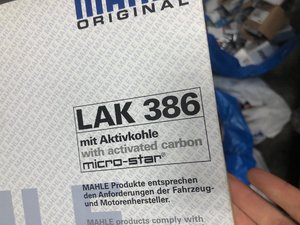 MAHLE
ORIGINAL
LAK 386
mit Aktivkohle
with activated carbon
micro-star®
MAHLE Produkte entsprechen
den Anforderungen der Fahrzeug-
und Motorenhersteller.
MAHLE products comply with